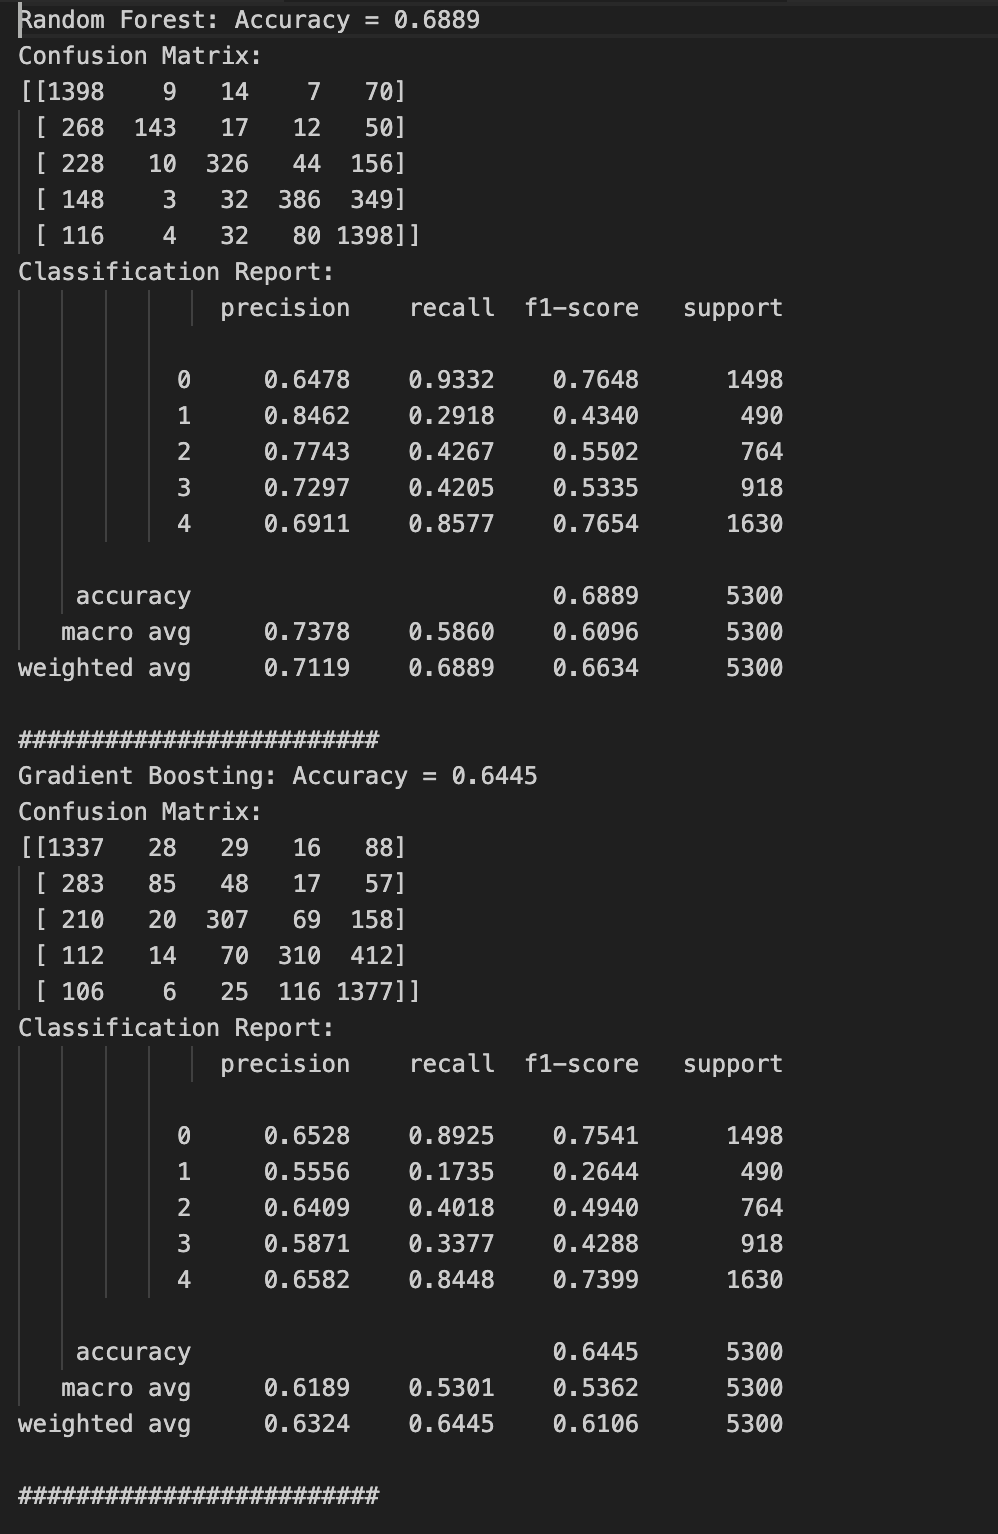 Random Forest: Accuracy = 0.6889
Confusion Matrix:
[[1398    9   14    7   70]
 [ 268  143   17   12   50]
 [ 228   10  326   44  156]
 [ 148    3   32  386  349]
 [ 116    4   32   80 1398]]
Classification Report:
              precision    recall  f1-score   support
           0     0.6478    0.9332    0.7648      1498
           1     0.8462    0.2918    0.4340       490
           2     0.7743    0.4267    0.5502       764
           3     0.7297    0.4205    0.5335       918
           4     0.6911    0.8577    0.7654      1630
    accuracy                         0.6889      5300
   macro avg     0.7378    0.5860    0.6096      5300
weighted avg     0.7119    0.6889    0.6634      5300
#########################
Gradient Boosting: Accuracy = 0.6445
Confusion Matrix:
[[1337   28   29   16   88]
 [ 283   85   48   17   57]
 [ 210   20  307   69  158]
 [ 112   14   70  310  412]
 [ 106    6   25  116 1377]]
Classification Report:
              precision    recall  f1-score   support
           0     0.6528    0.8925    0.7541      1498
           1     0.5556    0.1735    0.2644       490
           2     0.6409    0.4018    0.4940       764
           3     0.5871    0.3377    0.4288       918
           4     0.6582    0.8448    0.7399      1630
    accuracy                         0.6445      5300
   macro avg     0.6189    0.5301    0.5362      5300
weighted avg     0.6324    0.6445    0.6106      5300
#########################